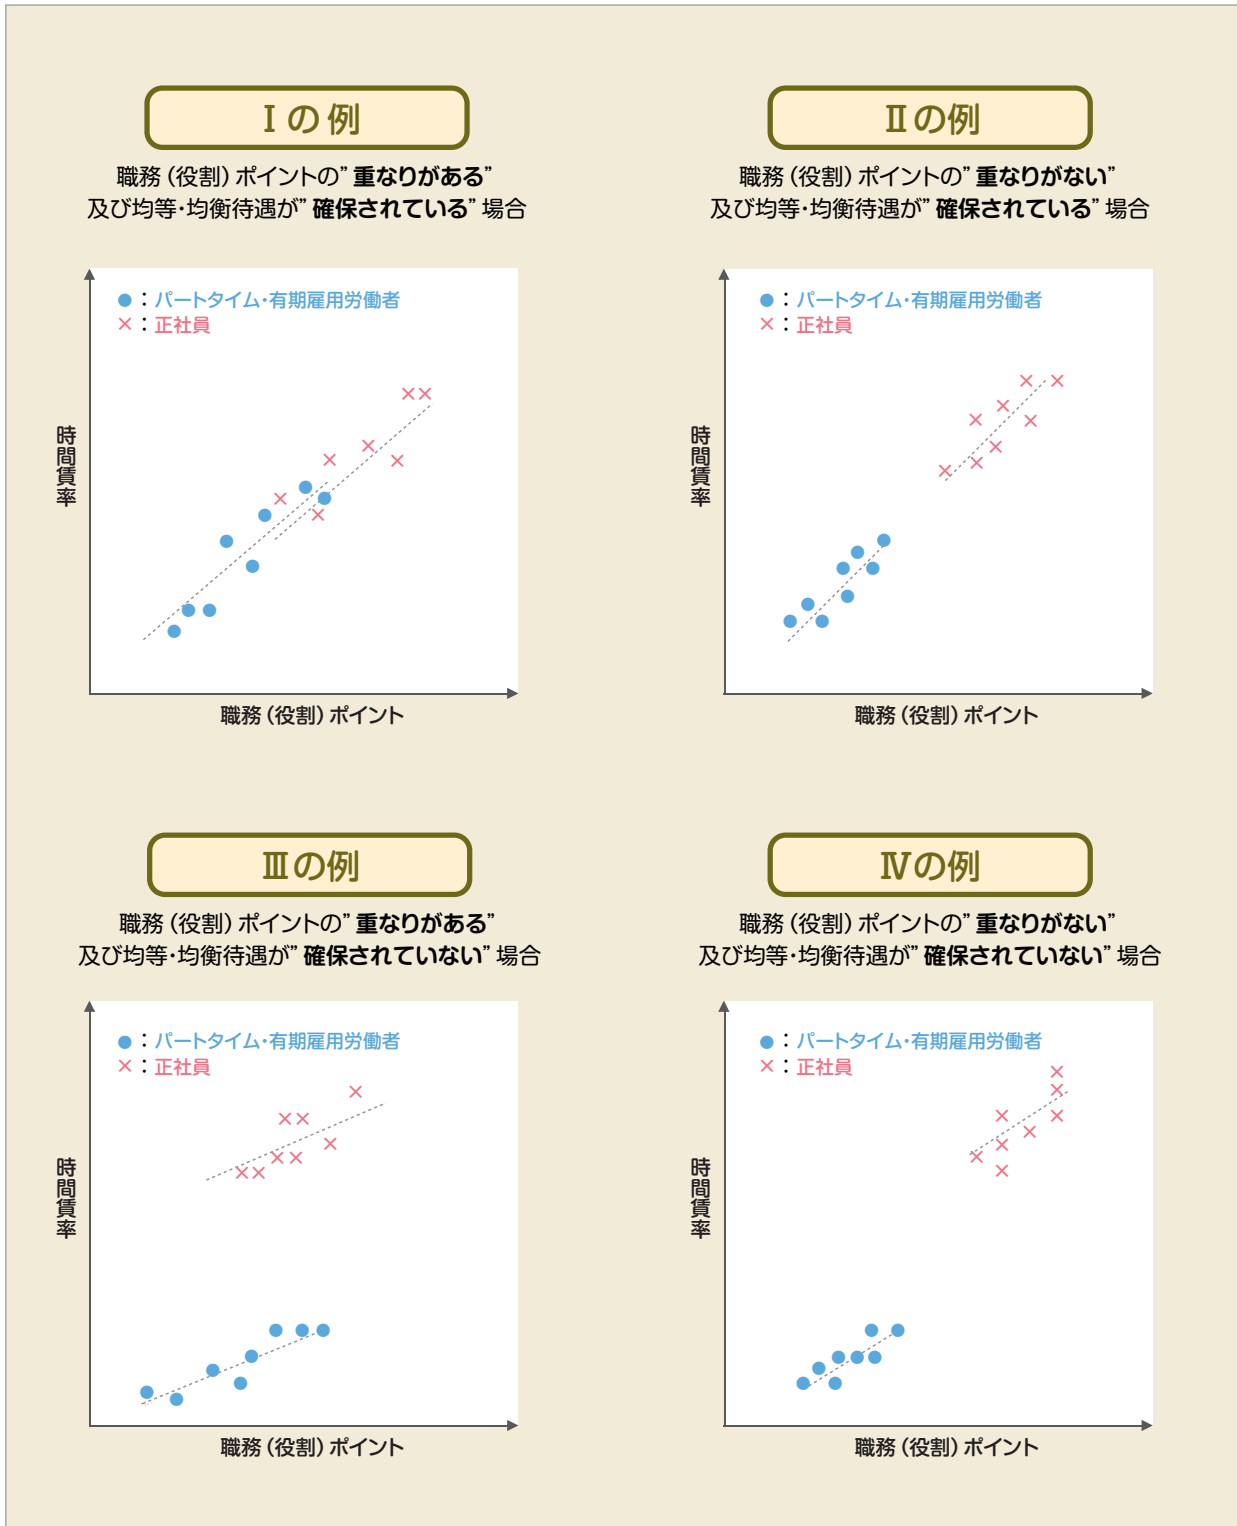 Ⅰの例
職務（役割）ポイントの”重なりがある”
及び均等・均衡待遇が”確保されている”場合
●：パートタイム・有期雇用労働者
×：正社員
時間賃率
職務（役割）ポイント
Ⅱの例
職務（役割）ポイントの”重なりがない”
及び均等・均衡待遇が”確保されている”場合
●：パートタイム・有期雇用労働者
×：正社員
時間賃率
職務（役割）ポイント
Ⅲの例
職務（役割）ポイントの”重なりがある”
及び均等・均衡待遇が”確保されていない”場合
●：パートタイム・有期雇用労働者
×：正社員
時間賃率
職務（役割）ポイント
Ⅳの例
職務（役割）ポイントの”重なりがない”
及び均等・均衡待遇が”確保されていない”場合
●：パートタイム・有期雇用労働者
×：正社員
時間賃率
職務（役割）ポイント